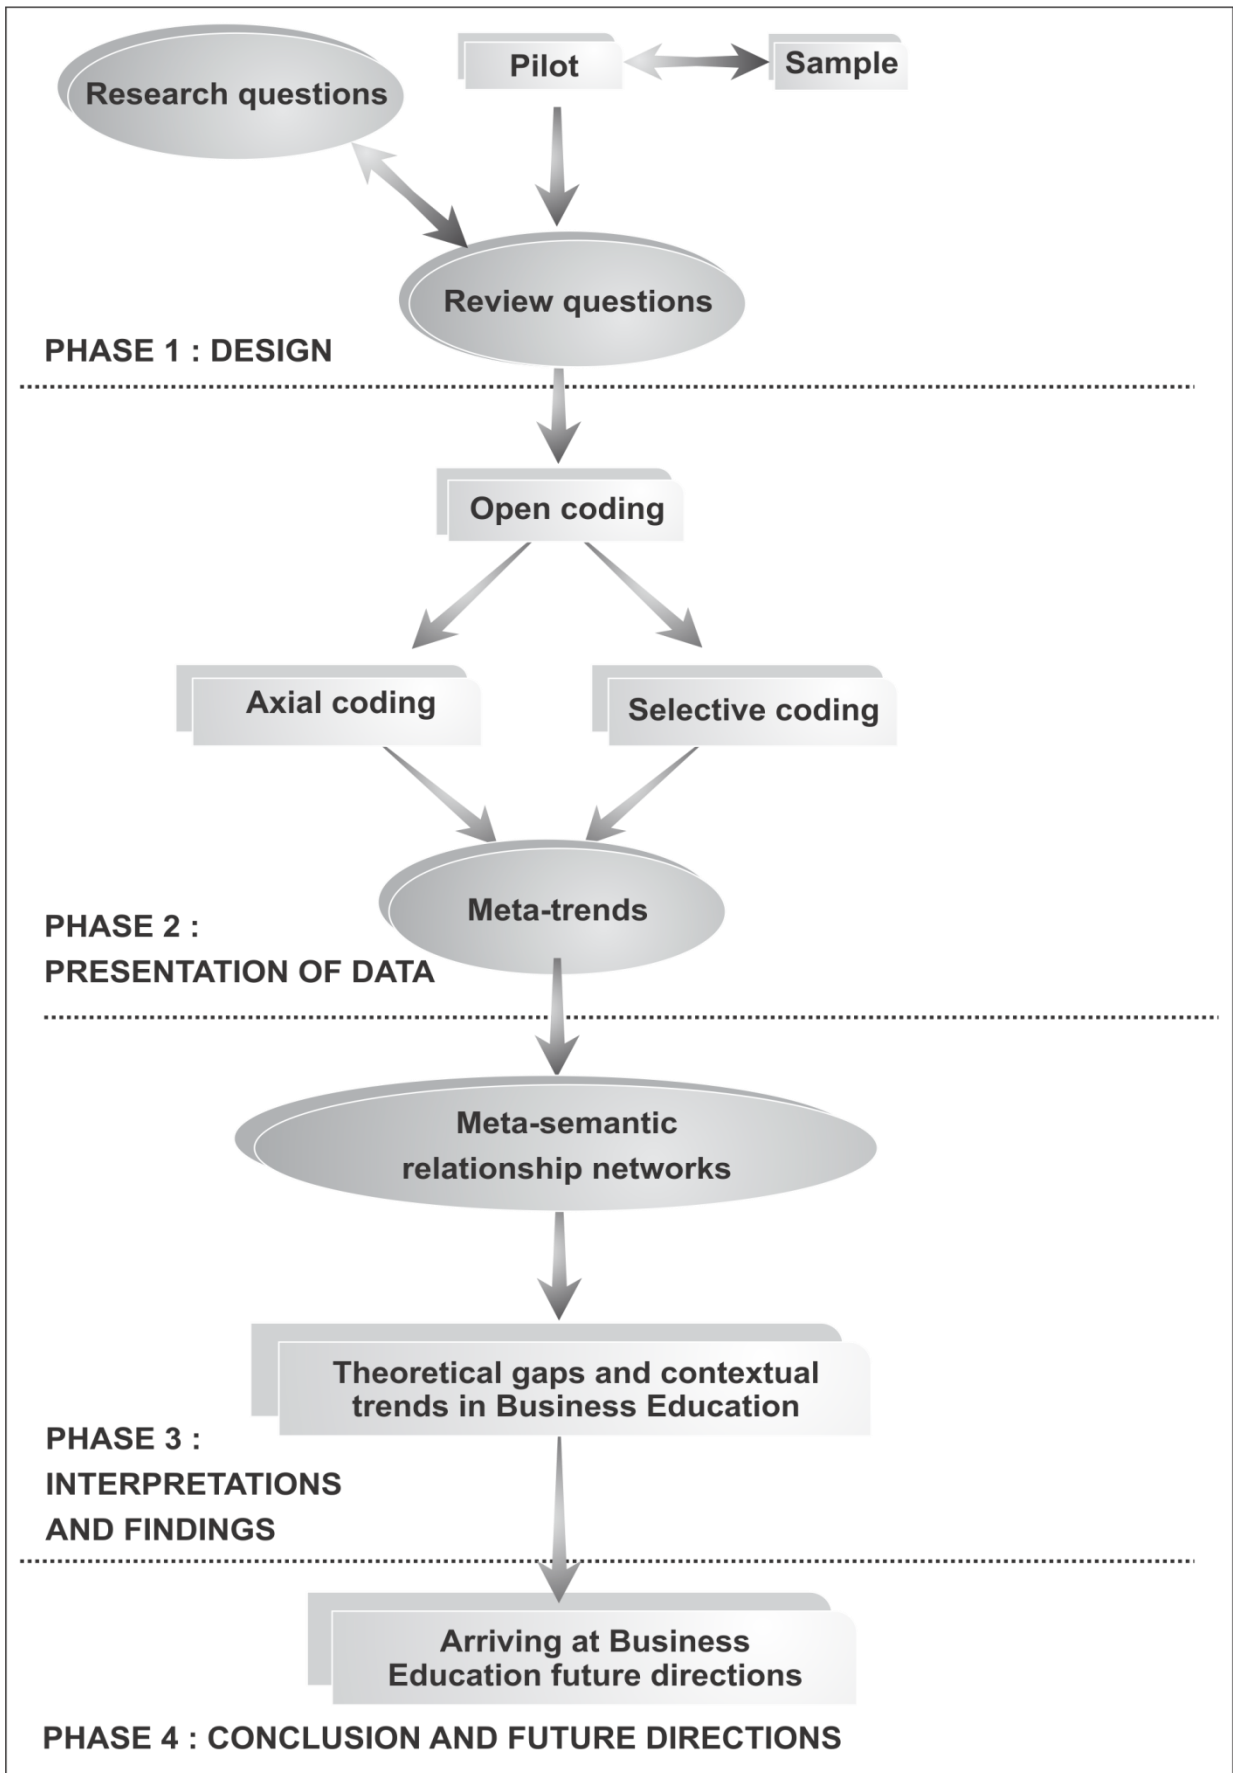 Research questions
Pilot
Sample
Review questions
PHASE 1 : DESIGN
Open coding
Axial coding
Selective coding
Meta-trends
PHASE 2 :
PRESENTATION OF DATA
Meta-semantic
relationship networks
Theoretical gaps and contextual
trends in Business Education
PHASE 3 :
INTERPRETATIONS
AND FINDINGS
Arriving at Business
Education future directions
PHASE 4 : CONCLUSION AND FUTURE DIRECTIONS